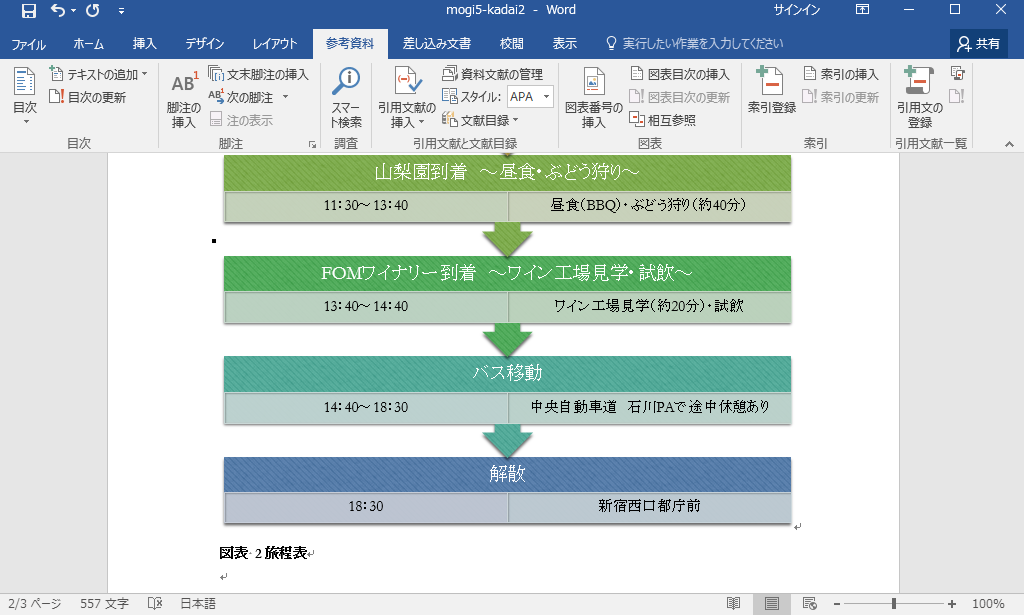 mogi5-kadai2 - Word
サインイン
ファイル ホーム 挿入 デザイン レイアウト 参考資料 差し込み文書 校閲 表示 実行したい作業を入力してください 共有
目次
テキストの追加
目次の更新
目次
AB1
脚注の
挿入
文末脚注の挿入
AB1 次の脚注
注の表示
脚注
スマー
ト検索
調査
引用文献の
挿入
資料文献の管理
スタイル: APA
文献目録
引用文献と文献目録
図表番号の
挿入
図表目次の挿入
図表目次の更新
相互参照
図表
索引登録
索引の挿入
索引の更新
索引
引用文の
登録
引用文献一覧
山梨園到着 ～昼食・ぶどう狩り～
11:30～13:40 昼食(BBQ)・ぶどう狩り(約40分)
FOMワイナリー到着 ～ワイン工場見学・試飲～
13:40～14:40 ワイン工場見学(約20分)・試飲
バス移動
14:40～18:30 中央自動車道 石川PAで途中休憩あり
解散
18:30 新宿西口都庁前
図表 2 旅程表
2/3 ページ 557 文字 日本語 100%